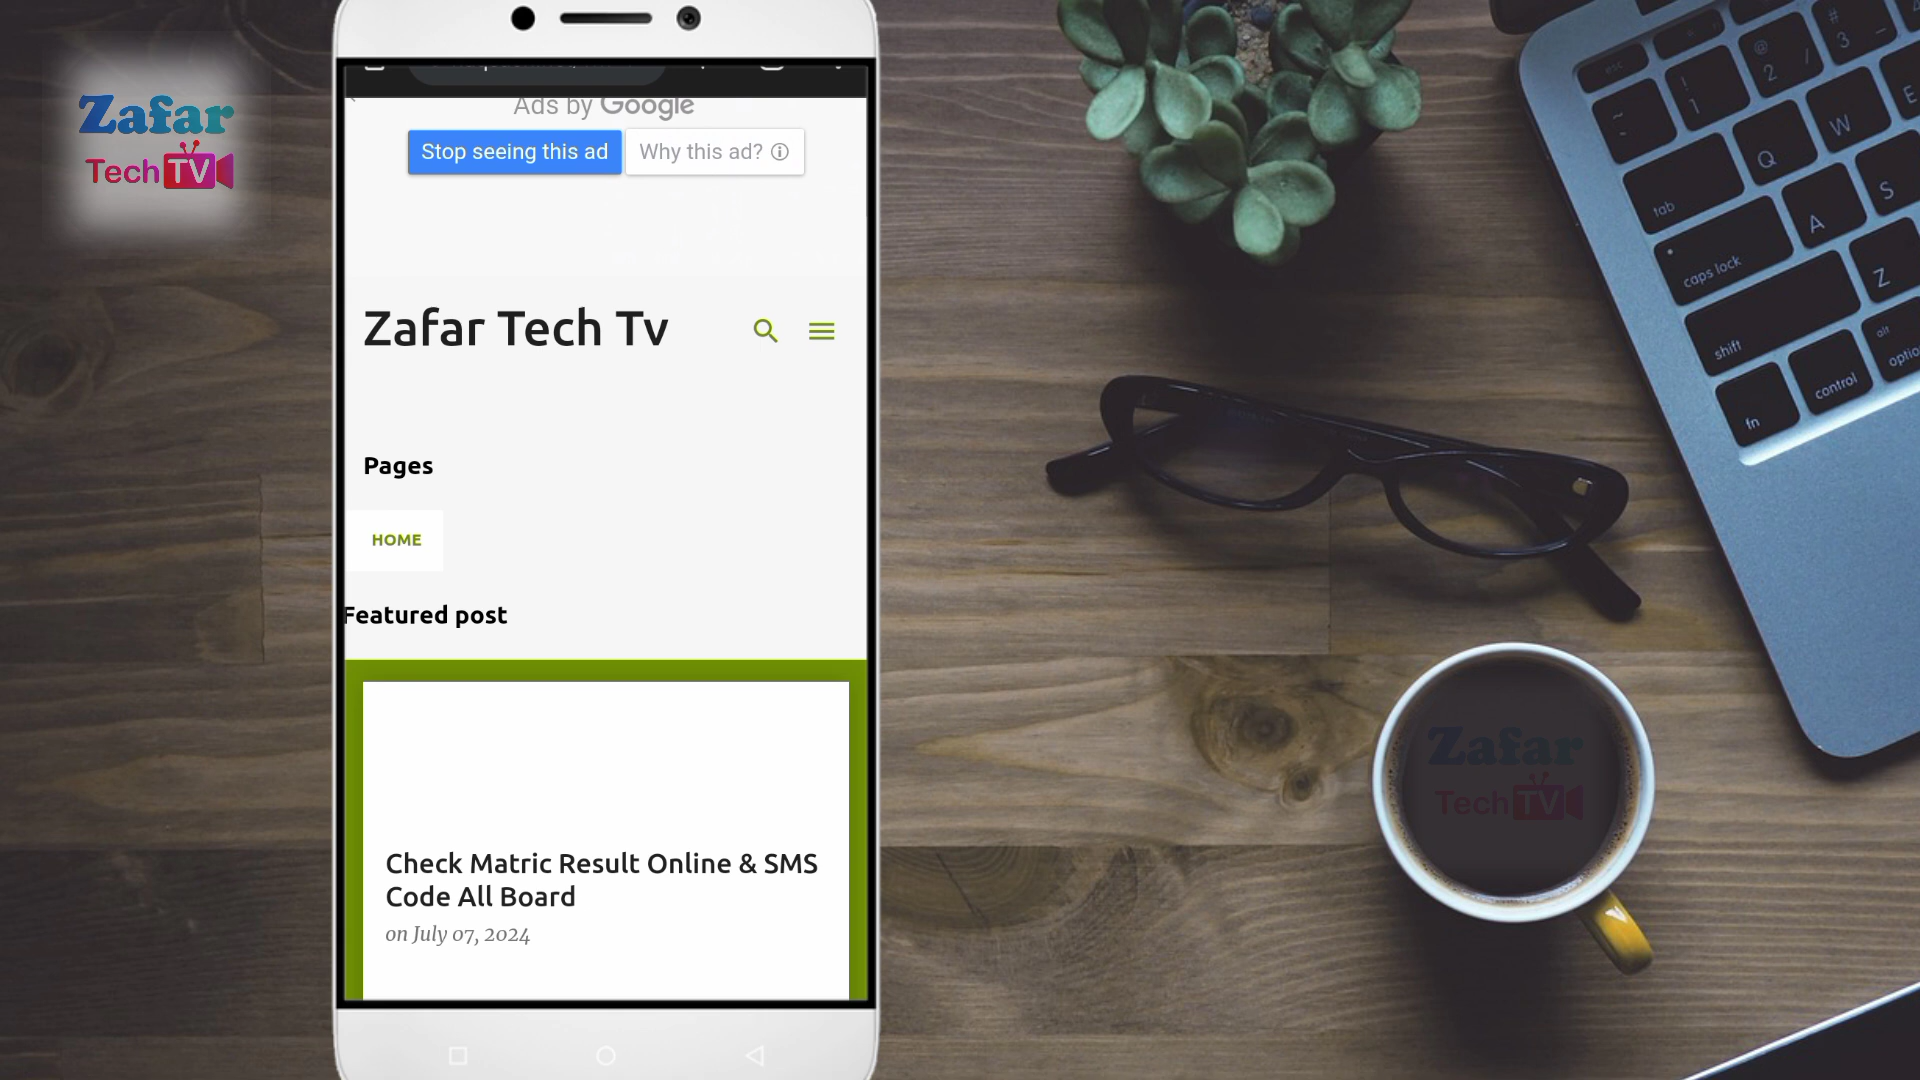 Zafar
Tech TV
Ads by Google
Stop seeing this ad
Why this ad?
Zafar Tech Tv
Pages
HOME
Featured post
Check Matric Result Online & SMS
Code All Board
on July 07, 2024
Zafar
Tech TV
esc
~
!
1
@
2
#
3
tab
Q
W
E
caps lock
A
S
shift
Z
fn
control
alt
optio